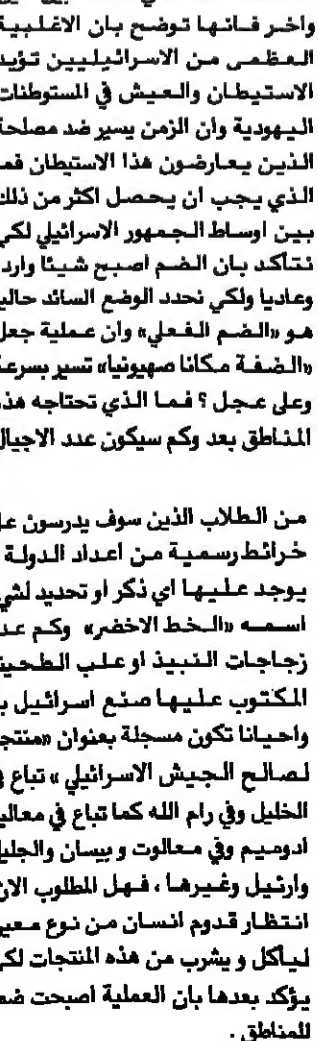 واخر فانها توضح بان الاغلبية
العظمى من الاسرائيليين تؤيد
الاستيطان والعيش في المستوطنات
اليهودية وان الزمن يسير ضد مصلحة
الذين يعارضون هذا الاستيطان فما
الذي يجب ان يحصل اكثر من ذلك
بين اوساط الجمهور الاسرائيلي لكي
نتأكد بان الضم اصبح شيئا وارد
وعاديا ولكي نحدد الوضع السائد حالي
هو «الضم الفعلي» وان عملية جعل
«الضفة مكانا صهيونيا» تسير بسرعة
وعلى عجل ؟ فما الذي تحتاجه هذه
المناطق بعد وكم سيكون عدد الاجيال
من الطلاب الذين سوف يدرسون على
خرائط رسمية من اعداد الدولة
يوجد عليها اي ذكر او تحديد لشي
اسمه «الخط الاخضر» وكم عدد
زجاجات النبيذ او علب الطحينة
المكتوب عليها صنع اسرائيل ب
واحيانا تكون مسجلة بعنوان «منتج
لصالح الجيش الاسرائيلي » تباع في
الخليل وفي رام الله كما تباع في معاليه
ادوميم وفي معالوت و بيسان والجليل
وارئيل وغيرها ، فهل المطلوب الان
انتظار قدوم انسان من نوع معين
ليأكل و يشرب من هذه المنتجات لكي
يؤكد بعدها بان العملية اصبحت ضم
للمناطق .